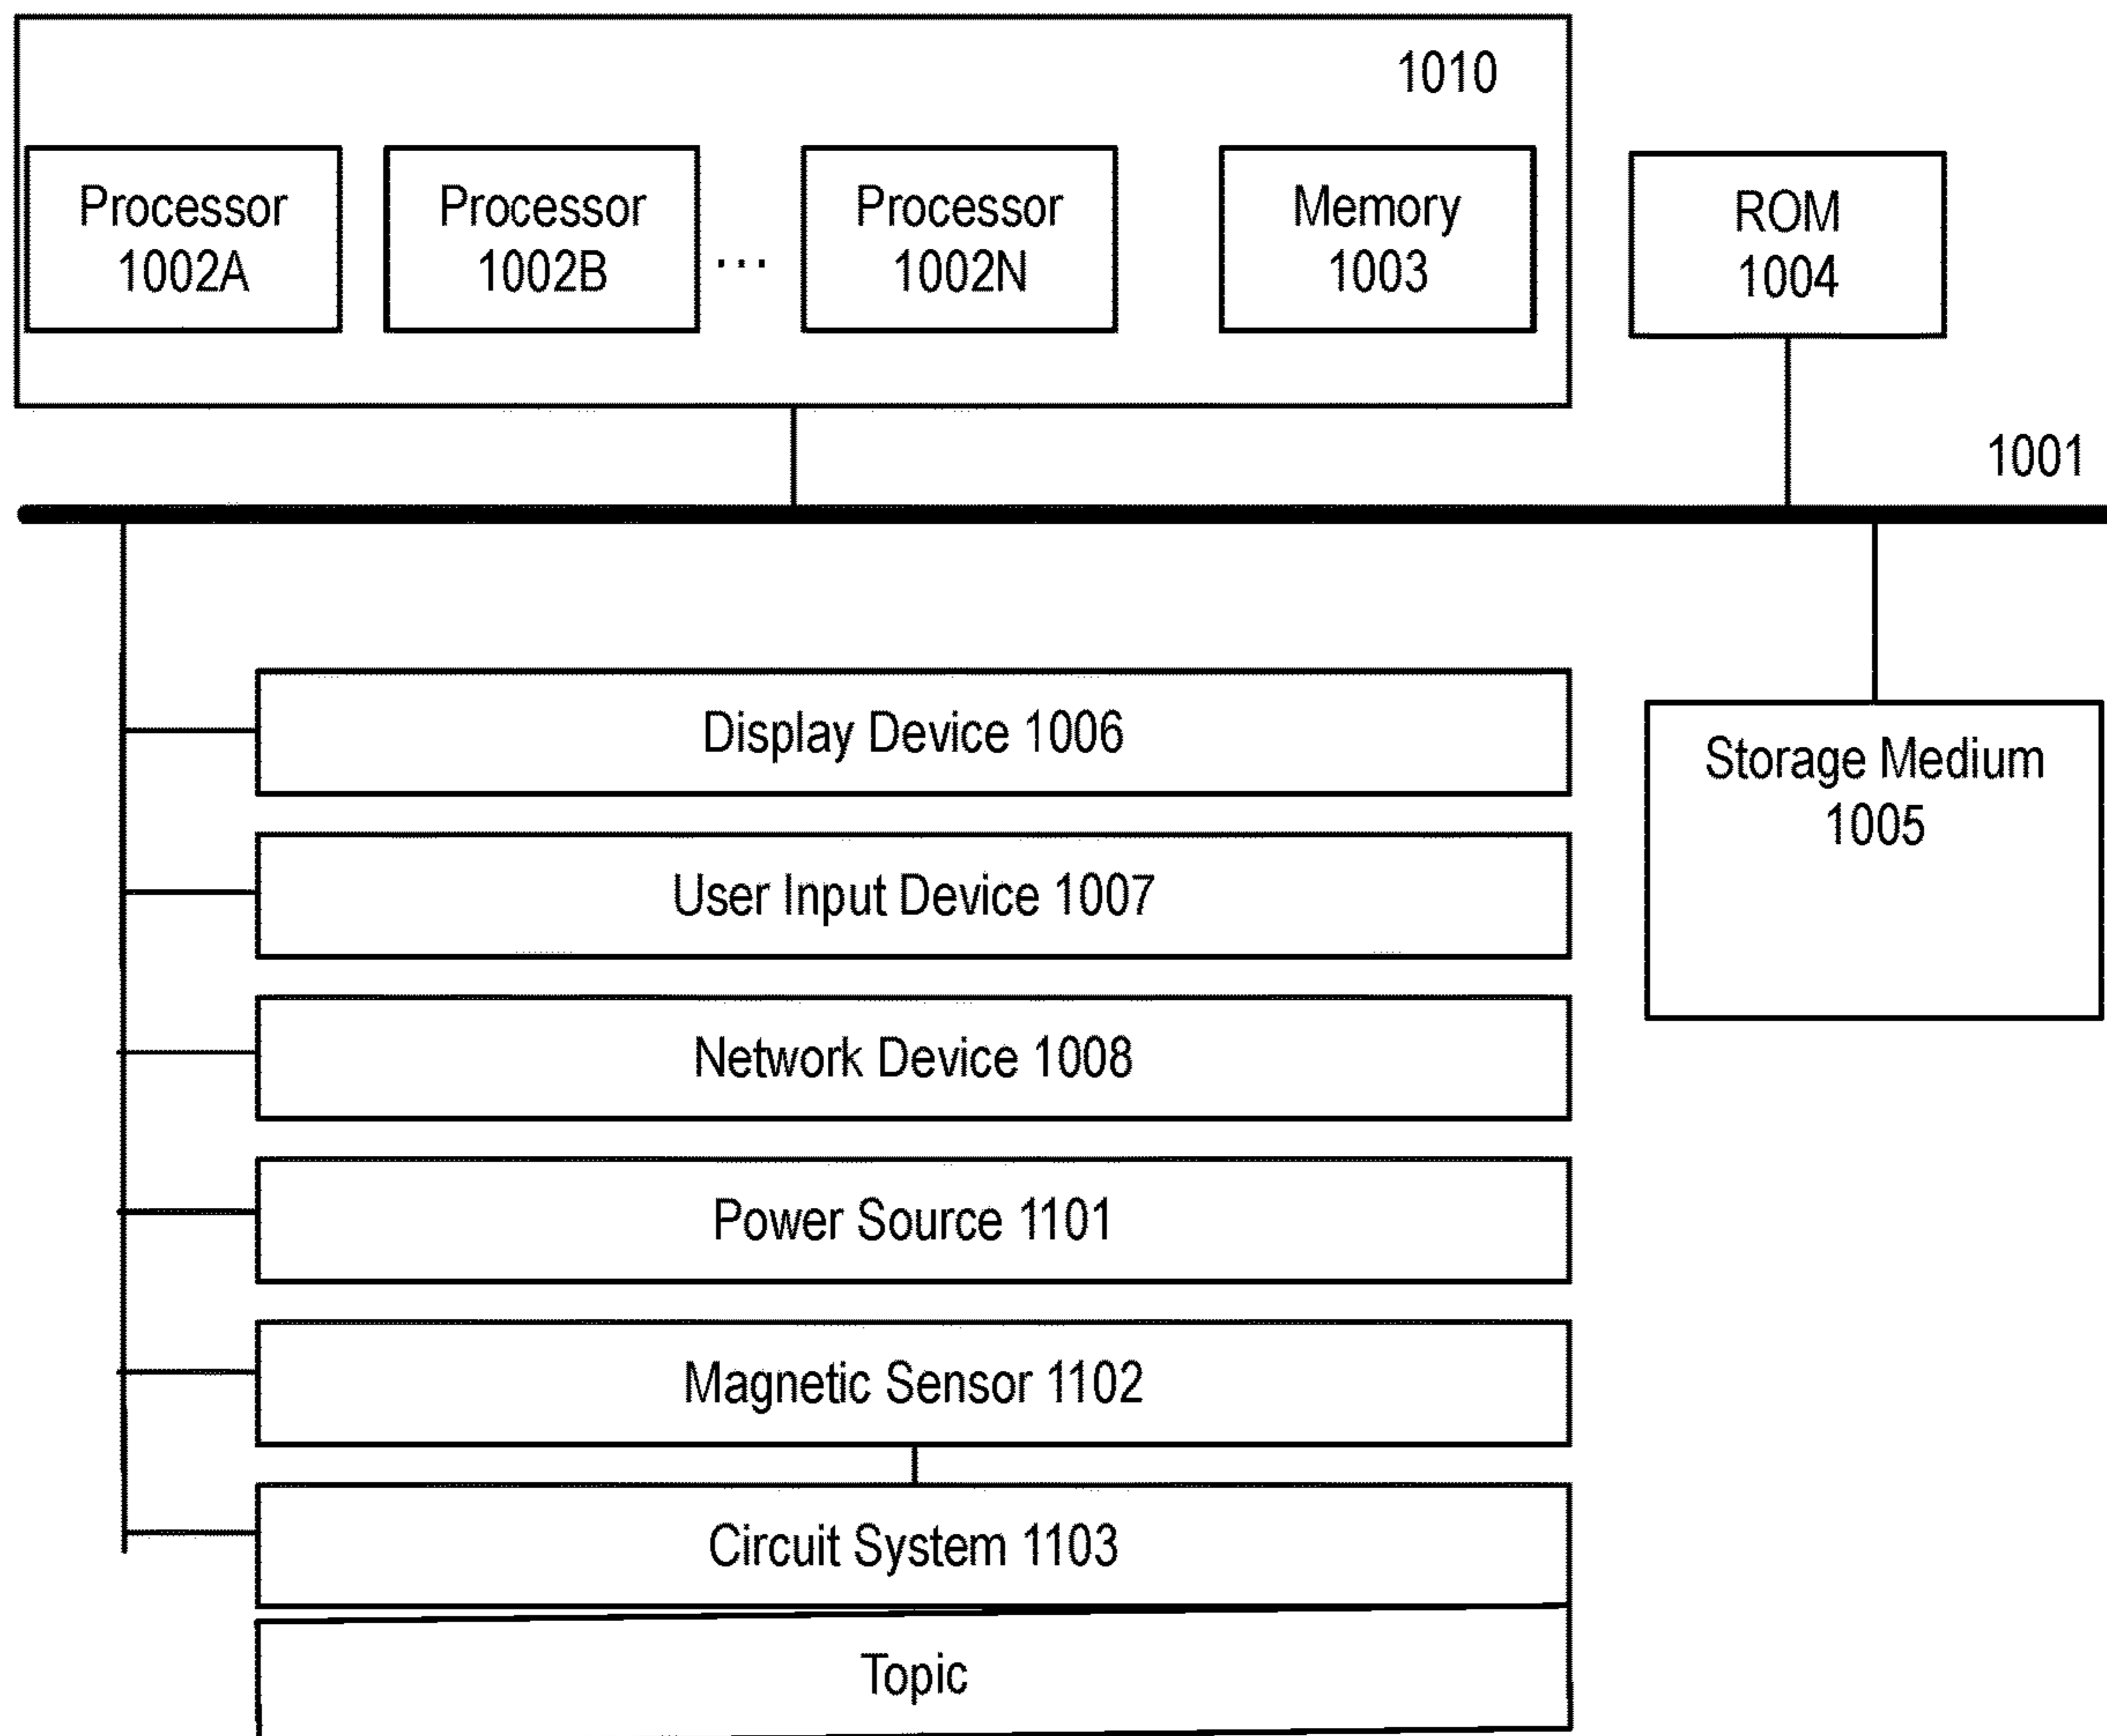 1010
Processor
1002A
Processor
1002B
...
Processor
1002N
Memory
1003
ROM
1004
1001
Display Device 1006
Storage Medium
1005
User Input Device 1007
Network Device 1008
Power Source 1101
Magnetic Sensor 1102
Circuit System 1103
Topic